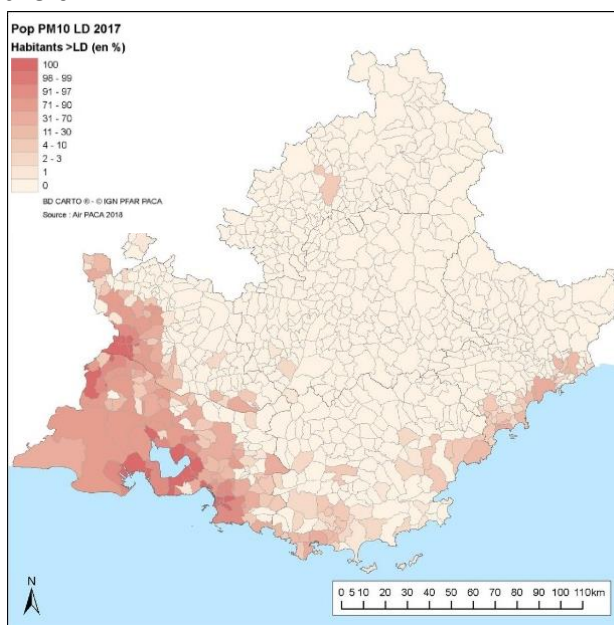 Pop PM10 LD 2017
Habitants >LD (en %)
100
98 - 99
91 - 97
71 - 90
31 - 70
11 - 30
4 - 10
2 - 3
1
0
BD CARTO ® - © IGN PFAR PACA
Source : Air PACA 2018
N
0 5 10 20 30 40 50 60 70 80 90 100 110km